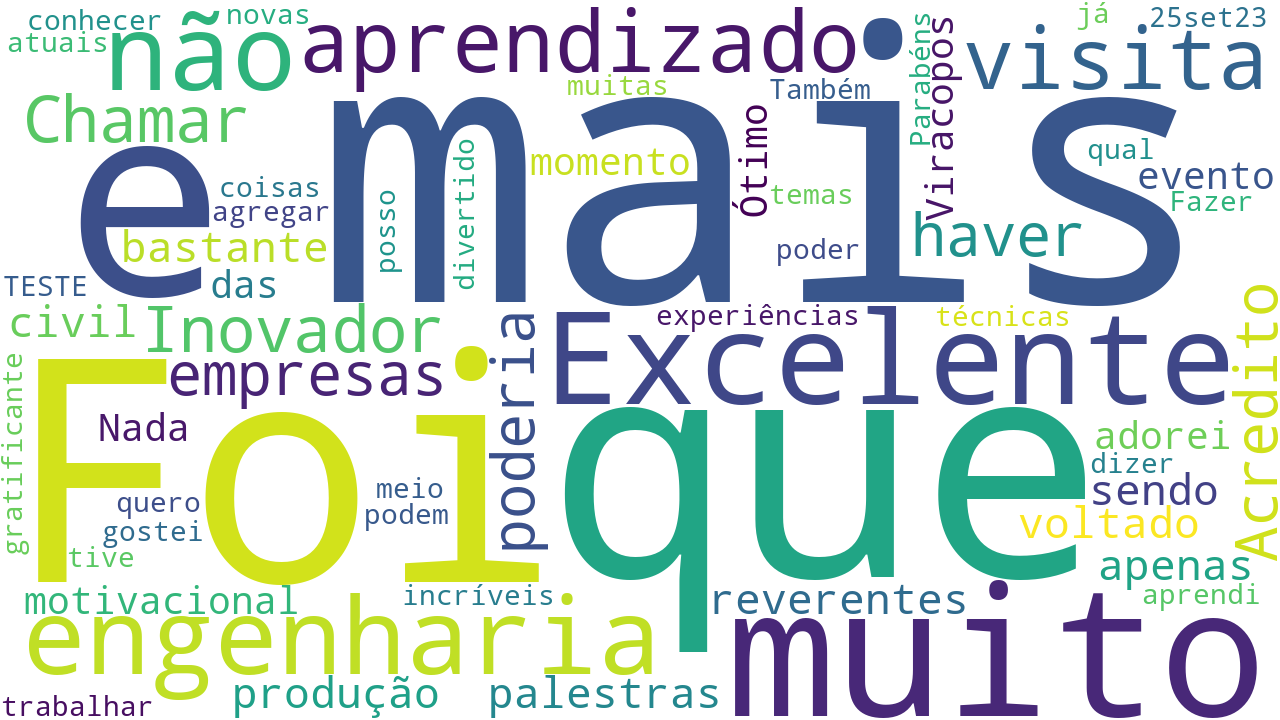 conhecer
novas
atuais
não
aprendizado
visita
já
25set23
Chamar
muitas
Também
Parabéns
Viracopos
e
mais
Ótimo
momento
divertido
posso
coisas
agregar
bastante
temas
qual
evento
Fazer
haver
poder
TESTE
das
civil
Inovador
empresas
poderia
experiências
técnicas
Excelente
Acredito
gratificante
Foi
que
Nada
quero
gostei
tive
meio
podem
adorei
dizer
sendo
voltado
apenas
aprendi
motivacional
incríveis
reverentes
engenharia
muito
produção
palestras
trabalhar